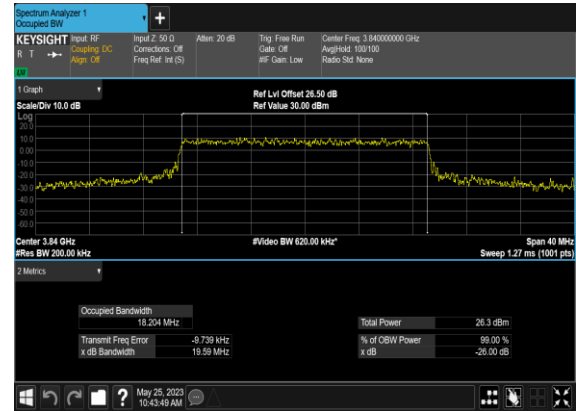 Spectrum Analyzer 1
Occupied BW
+
KEYSIGHT Input: RF Input Z: 50 Ω Atten: 20 dB Trig: Free Run Center Freq: 3.840000000 GHz
R T Coupling: DC Corrections: Off Gate: Off Avg|Hold: 100/100
Align: Off Freq Ref: Int (S) #IF Gain: Low Radio Std: None
1 Graph
Ref Lvl Offset 26.50 dB
Scale/Div 10.0 dB Ref Value 30.00 dBm
Log
20.0
10.0
0.00
-10.0
-20.0
-30.0
-40.0
-50.0
-60.0
Center 3.84 GHz #Video BW 620.00 kHz* Span 40 MHz
#Res BW 200.00 kHz Sweep 1.27 ms (1001 pts)
2 Metrics
Occupied Bandwidth
18.204 MHz Total Power 26.3 dBm
Transmit Freq Error -9.739 kHz % of OBW Power 99.00 %
x dB Bandwidth 19.59 MHz x dB -26.00 dB
? May 25, 2023
10:43:49 AM